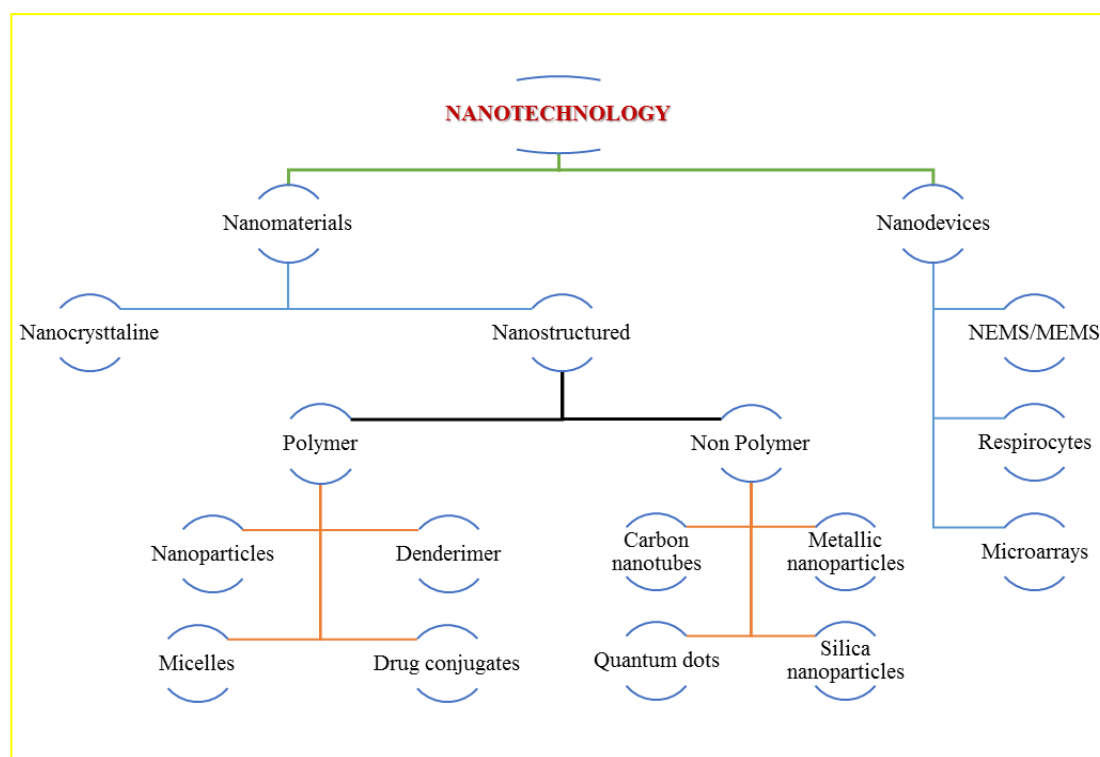 NANOTECHNOLOGY
Nanomaterials
Nanodevices
Nanocrysttaline
Nanostructured
NEMS/MEMS
Polymer
Non Polymer
Respirocytes
Nanoparticles
Denderimer
Carbon
nanotubes
Metallic
nanoparticles
Microarrays
Micelles
Drug conjugates
Quantum dots
Silica
nanoparticles